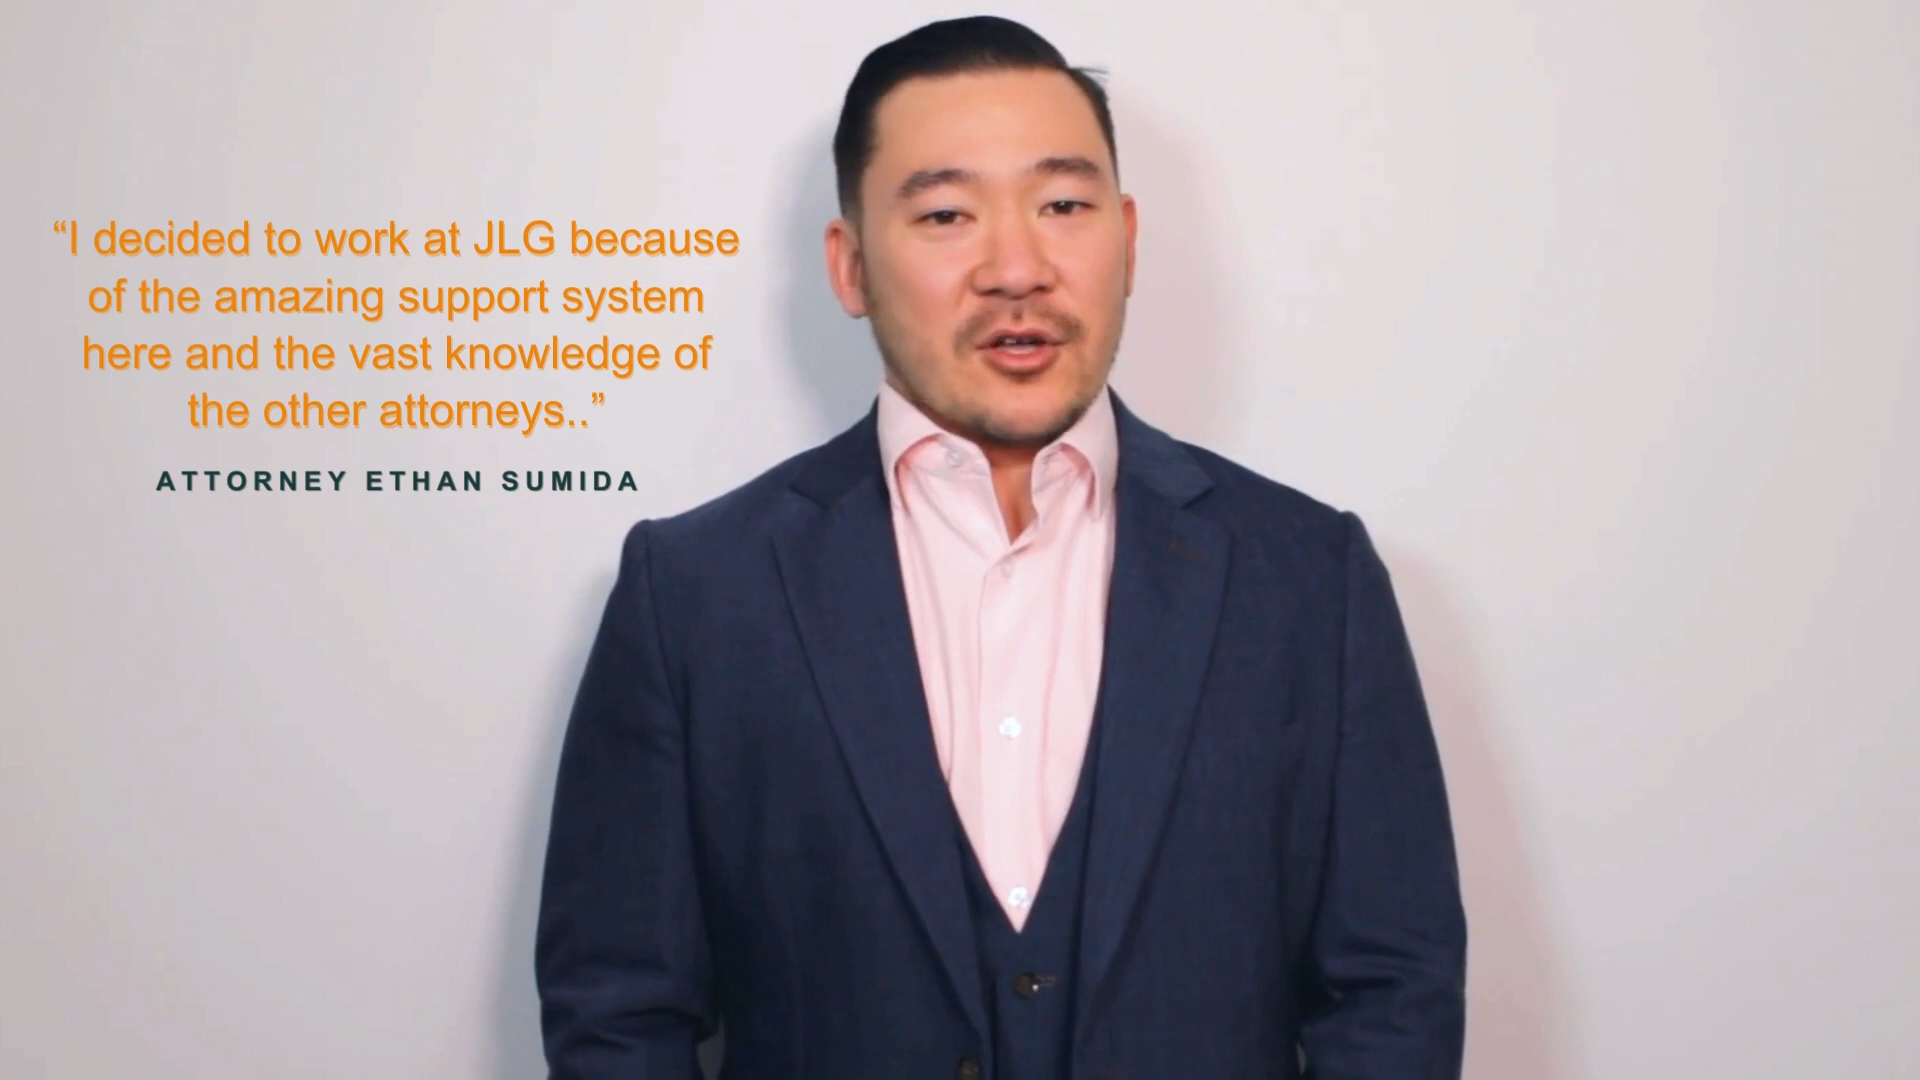 “I decided to work at JLG because
of the amazing support system
here and the vast knowledge of
the other attorneys..”
ATTORNEY ETHAN SUMIDA